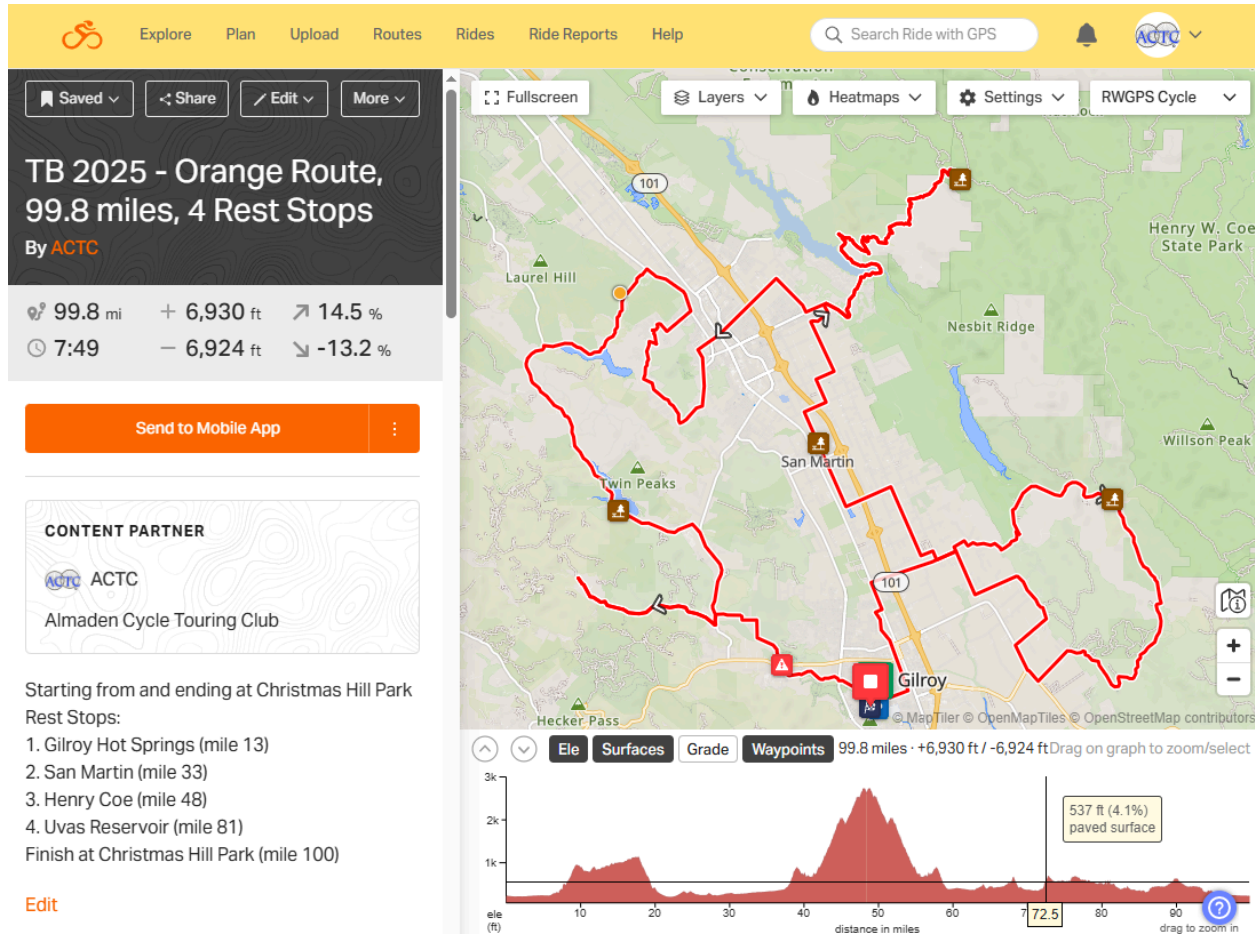 Explore Plan Upload Routes Rides Ride Reports Help Search Ride with GPS ACTC
Saved Share Edit More
TB 2025 - Orange Route,
99.8 miles, 4 Rest Stops
By ACTC
99.8 mi + 6,930 ft 14.5 %
7:49 − 6,924 ft -13.2 %
Send to Mobile App
CONTENT PARTNER
ACTC ACTC
Almaden Cycle Touring Club
Starting from and ending at Christmas Hill Park
Rest Stops:
1. Gilroy Hot Springs (mile 13)
2. San Martin (mile 33)
3. Henry Coe (mile 48)
4. Uvas Reservoir (mile 81)
Finish at Christmas Hill Park (mile 100)
Edit
Fullscreen Layers Heatmaps Settings RWGPS Cycle
101
Henry W. Coe
State Park
Laurel Hill
Nesbit Ridge
Willson Peak
San Martin
Twin Peaks
101
Gilroy
Hecker Pass
© MapTiler © OpenMapTiles © OpenStreetMap contributors
Ele Surfaces Grade Waypoints 99.8 miles · +6,930 ft / -6,924 ft Drag on graph to zoom/select
3k
2k
1k
537 ft (4.1%)
paved surface
ele
(ft)
10 20 30 40 50 60 72.5 80 90
distance in miles
drag to zoom in